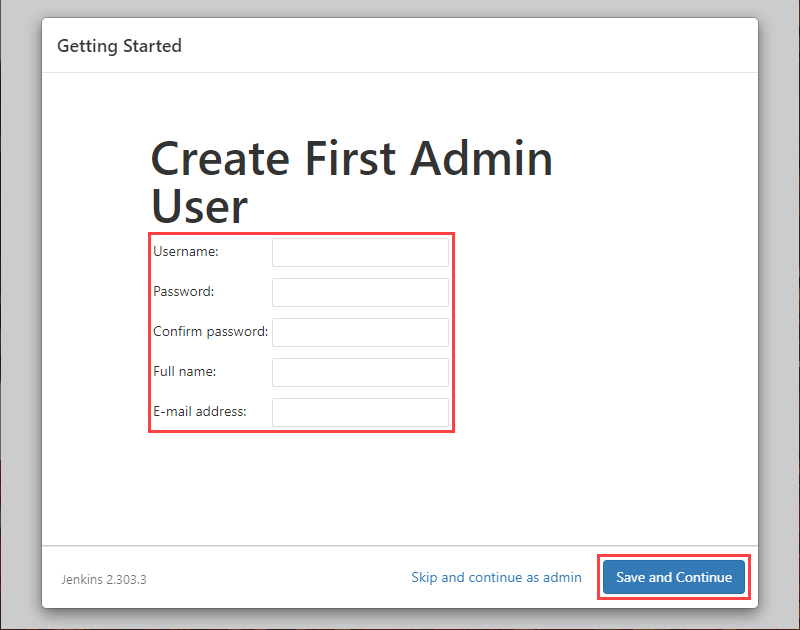 Getting Started
Create First Admin
User
Username:
Password:
Confirm password:
Full name:
E-mail address:
Jenkins 2.303.3
Skip and continue as admin
Save and Continue